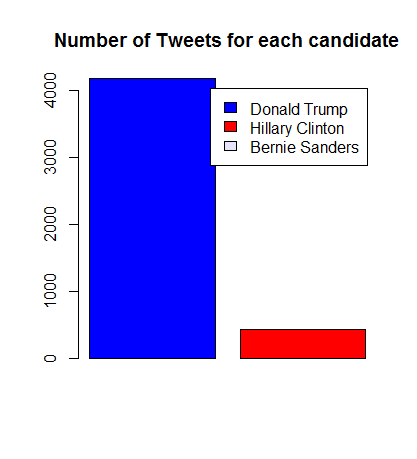 Number of Tweets for each candidate
4000
3000
2000
1000
0
Donald Trump
Hillary Clinton
Bernie Sanders